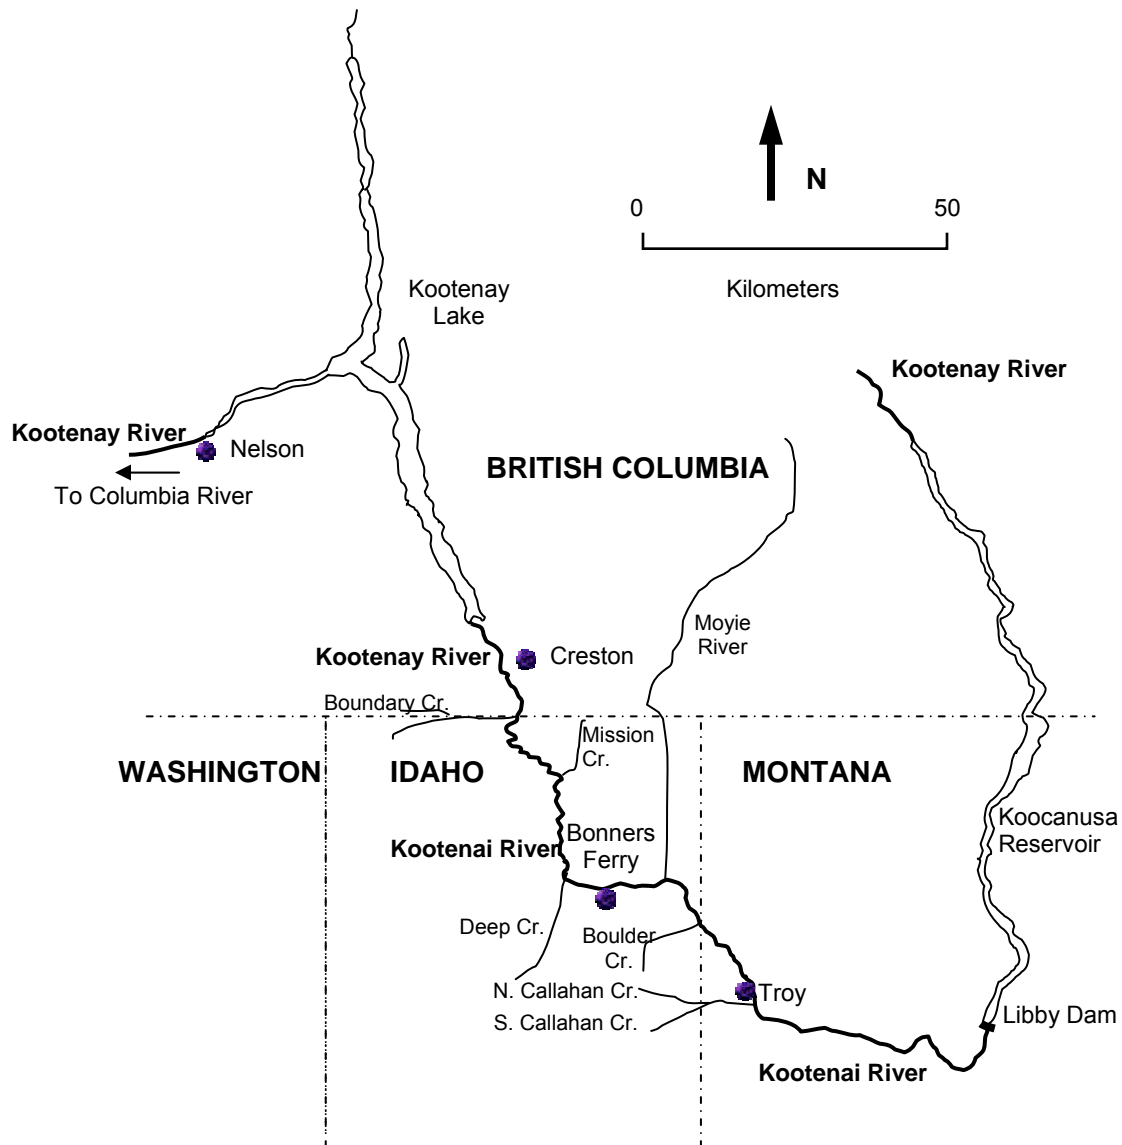 N
0 50
Kilometers
Kootenay
Lake
Kootenay River
Kootenay River
Nelson
To Columbia River
BRITISH COLUMBIA
Moyie
River
Kootenay River
Creston
Boundary Cr.
Mission
Cr.
WASHINGTON
IDAHO
MONTANA
Koocanusa
Reservoir
Kootenai River
Bonners
Ferry
Deep Cr.
Boulder
Cr.
N. Callahan Cr.
S. Callahan Cr.
Troy
Libby Dam
Kootenai River